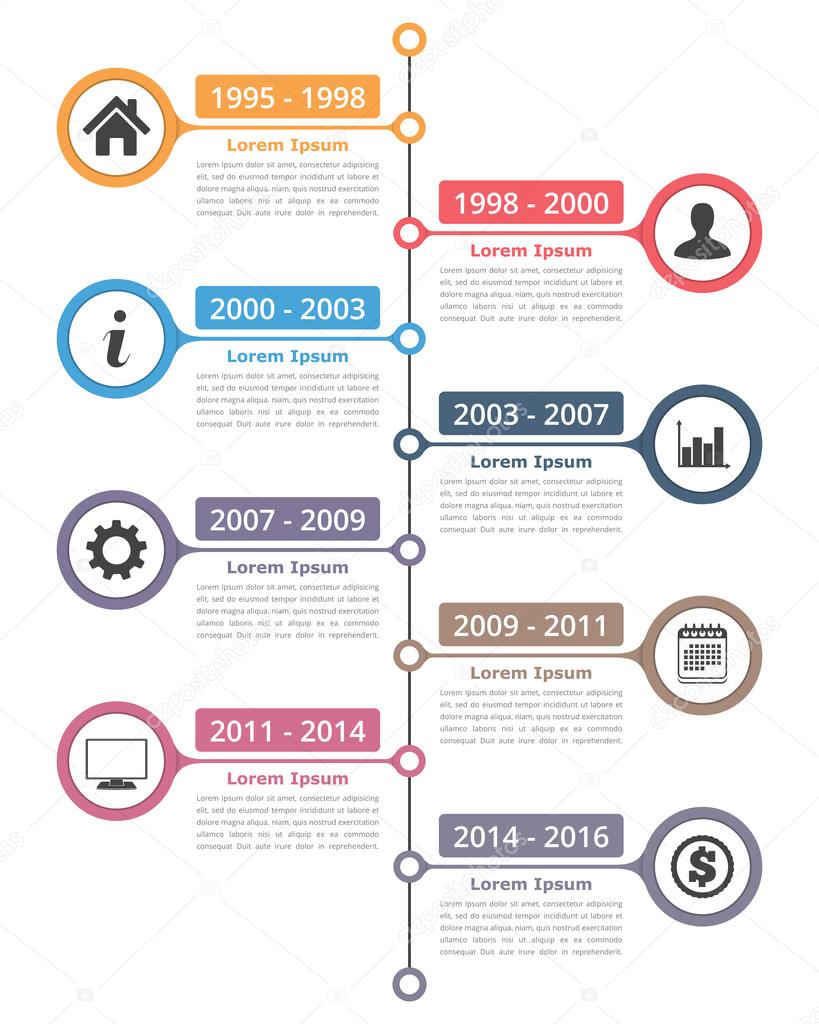 1995 - 1998
Lorem Ipsum
Lorem Ipsum dolor sit amet, consectetur adipiscing
elit, sed do eiusmod tempor incididunt ut labore et
dolore magna aliqua. niam, quis nostrud exercitation
ullamco laboris nisi ut aliquip ex ea commodo
consequat. Duit aute irure dolor in reprehenderit.
1998 - 2000
Lorem Ipsum
Lorem Ipsum dolor sit amet, consectetur adipiscing
elit, sed do eiusmod tempor incididunt ut labore et
dolore magna aliqua. niam, quis nostrud exercitation
ullamco laboris nisi ut aliquip ex ea commodo
consequat. Duit aute irure dolor in reprehenderit.
2000 - 2003
Lorem Ipsum
Lorem Ipsum dolor sit amet, consectetur adipiscing
elit, sed do eiusmod tempor incididunt ut labore et
dolore magna aliqua. niam, quis nostrud exercitation
ullamco laboris nisi ut aliquip ex ea commodo
consequat. Duit aute irure dolor in reprehenderit.
2003 - 2007
Lorem Ipsum
Lorem Ipsum dolor sit amet, consectetur adipiscing
elit, sed do eiusmod tempor incididunt ut labore et
dolore magna aliqua. niam, quis nostrud exercitation
ullamco laboris nisi ut aliquip ex ea commodo
consequat. Duit aute irure dolor in reprehenderit.
2007 - 2009
Lorem Ipsum
Lorem Ipsum dolor sit amet, consectetur adipiscing
elit, sed do eiusmod tempor incididunt ut labore et
dolore magna aliqua. niam, quis nostrud exercitation
ullamco laboris nisi ut aliquip ex ea commodo
consequat. Duit aute irure dolor in reprehenderit.
2009 - 2011
Lorem Ipsum
Lorem Ipsum dolor sit amet, consectetur adipiscing
elit, sed do eiusmod tempor incididunt ut labore et
dolore magna aliqua. niam, quis nostrud exercitation
ullamco laboris nisi ut aliquip ex ea commodo
consequat. Duit aute irure dolor in reprehenderit.
2011 - 2014
Lorem Ipsum
Lorem Ipsum dolor sit amet, consectetur adipiscing
elit, sed do eiusmod tempor incididunt ut labore et
dolore magna aliqua. niam, quis nostrud exercitation
ullamco laboris nisi ut aliquip ex ea commodo
consequat. Duit aute irure dolor in reprehenderit.
2014 - 2016
Lorem Ipsum
Lorem Ipsum dolor sit amet, consectetur adipiscing
elit, sed do eiusmod tempor incididunt ut labore et
dolore magna aliqua. niam, quis nostrud exercitation
ullamco laboris nisi ut aliquip ex ea commodo
consequat. Duit aute irure dolor in reprehenderit.
i
$
depositphotos